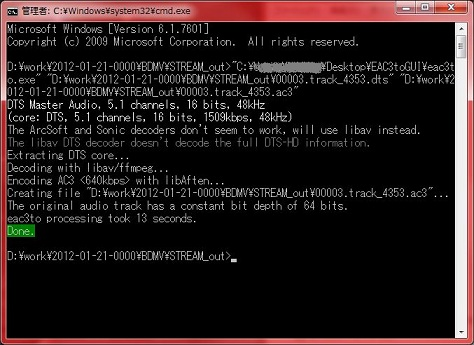 管理者: C:¥Windows¥system32¥cmd.exe
Microsoft Windows [Version 6.1.7601]
Copyright (c) 2009 Microsoft Corporation.  All rights reserved.
D:¥work¥2012-01-21-0000¥BDMV¥STREAM_out>"C:¥ ¥Desktop¥EAC3toGUI¥eac3t
o.exe" "D:¥work¥2012-01-21-0000¥BDMV¥STREAM_out¥00003.track_4353.dts" "D:¥work¥2
012-01-21-0000¥BDMV¥STREAM_out¥00003.track_4353.ac3"
DTS Master Audio, 5.1 channels, 16 bits, 48kHz
(core: DTS, 5.1 channels, 16 bits, 1509kbps, 48kHz)
The ArcSoft and Sonic decoders don't seem to work, will use libav instead.
The libav DTS decoder doesn't decode the full DTS-HD information.
Extracting DTS core...
Decoding with libav/ffmpeg...
Encoding AC3 <640kbps> with libAften...
Creating file "D:¥work¥2012-01-21-0000¥BDMV¥STREAM_out¥00003.track_4353.ac3"...
The original audio track has a constant bit depth of 64 bits.
eac3to processing took 13 seconds.
Done.
D:¥work¥2012-01-21-0000¥BDMV¥STREAM_out>